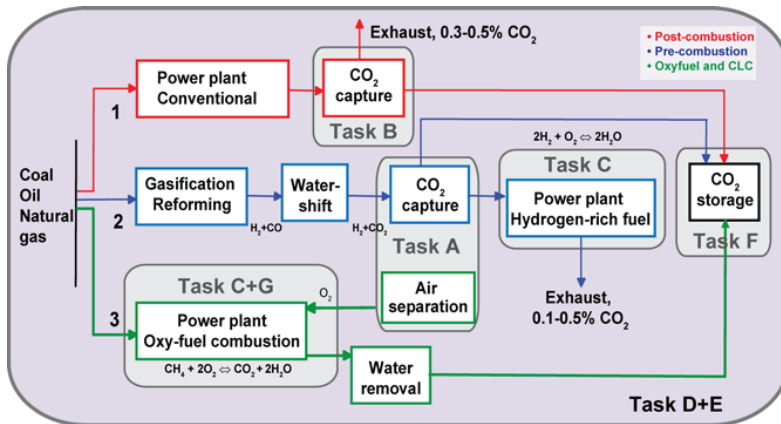 Exhaust, 0.3-0.5% CO₂
• Post-combustion
• Pre-combustion
• Oxyfuel and CLC
Power plant
Conventional
CO₂
capture
1
Task B
2H₂ + O₂ ⇔ 2H₂O
Coal
Oil
Natural
gas
2
Gasification
Reforming
H₂+CO
Water-
shift
H₂+CO₂
CO₂
capture
Task A
Task C
Power plant
Hydrogen-rich fuel
CO₂
storage
Task F
Air
separation
Exhaust,
0.1-0.5% CO₂
Task C+G
O₂
3
Power plant
Oxy-fuel combustion
CH₄ + 2O₂ ⇔ CO₂ + 2H₂O
Water
removal
Task D+E